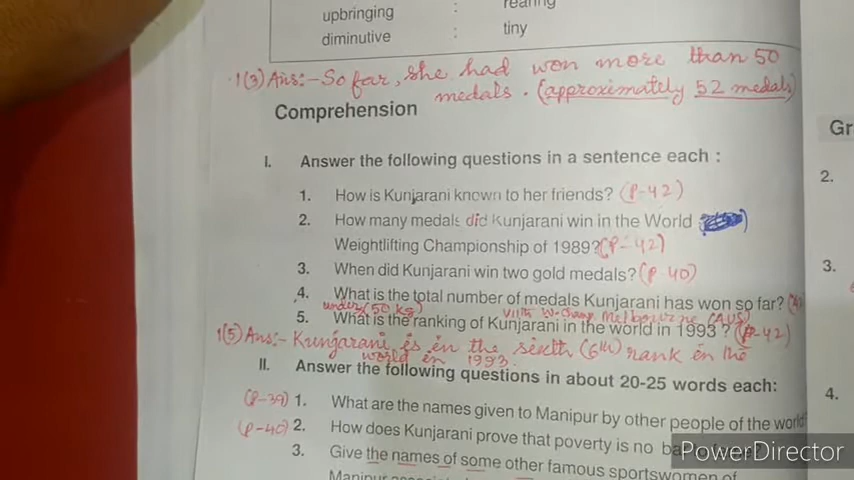 upbringing : rearing
diminutive : tiny
1(3) Ans:- So far, she had won more than 50
medals. (approximately 52 medals)
Comprehension
Gr
I. Answer the following questions in a sentence each :
2.
1. How is Kunjarani known to her friends? (P-42)
2. How many medals did Kunjarani win in the World
Weightlifting Championship of 1989? (P-42)
3.
3. When did Kunjarani win two gold medals? (P-40)
4. What is the total number of medals Kunjarani has won so far?
under (50 kg) W-champ Melbourne (AUS)
5. What is the ranking of Kunjarani in the world in 1993 ? (P-42)
1(5) Ans:- Kunjarani is in the sixth (6th) rank in the
world in 1993.
II. Answer the following questions in about 20-25 words each:
4.
(P-39) 1. What are the names given to Manipur by other people of the world
(P-40) 2. How does Kunjarani prove that poverty is no
3. Give the names of some other famous sportswomen of
Manipur
PowerDirector